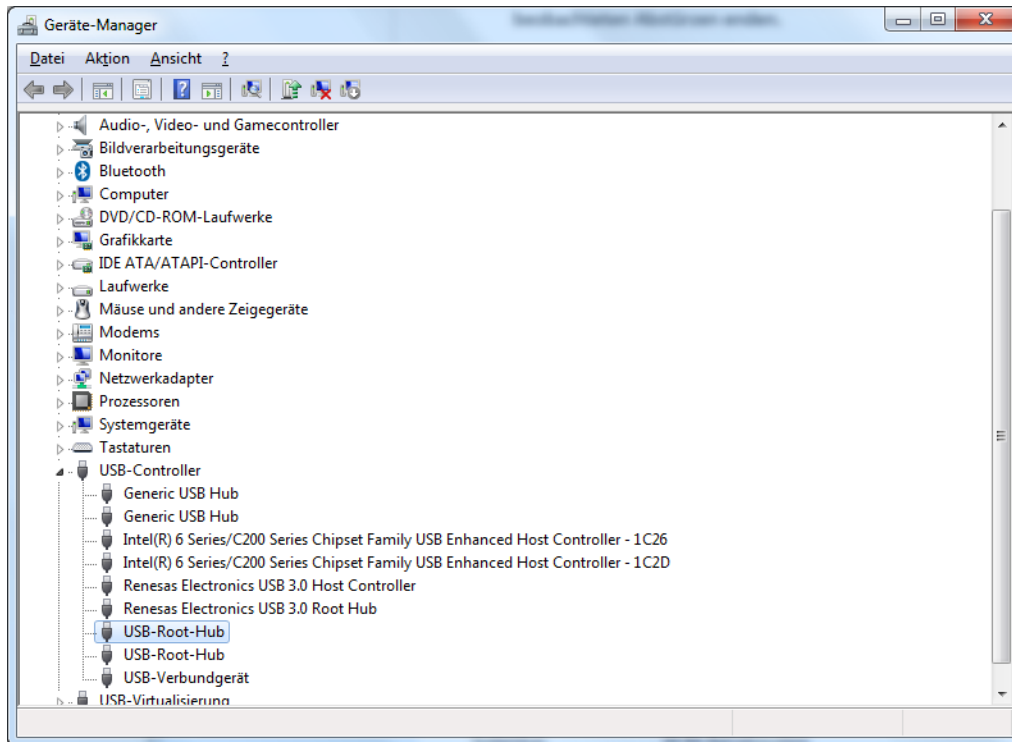 Geräte-Manager
beobachteten Abstürzen enden.
Datei Aktion Ansicht ?
Audio-, Video- und Gamecontroller
Bildverarbeitungsgeräte
Bluetooth
Computer
DVD/CD-ROM-Laufwerke
Grafikkarte
IDE ATA/ATAPI-Controller
Laufwerke
Mäuse und andere Zeigegeräte
Modems
Monitore
Netzwerkadapter
Prozessoren
Systemgeräte
Tastaturen
USB-Controller
Generic USB Hub
Generic USB Hub
Intel(R) 6 Series/C200 Series Chipset Family USB Enhanced Host Controller - 1C26
Intel(R) 6 Series/C200 Series Chipset Family USB Enhanced Host Controller - 1C2D
Renesas Electronics USB 3.0 Host Controller
Renesas Electronics USB 3.0 Root Hub
USB-Root-Hub
USB-Root-Hub
USB-Verbundgerät
USB-Virtualisierung